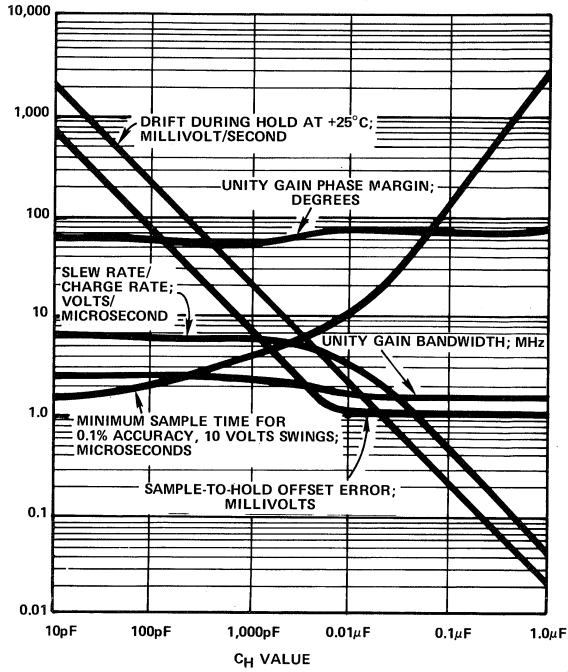 10,000
1,000
100
10
1.0
0.1
0.01
DRIFT DURING HOLD AT +25°C;
MILLIVOLT/SECOND
UNITY GAIN PHASE MARGIN;
DEGREES
SLEW RATE/
CHARGE RATE;
VOLTS/
MICROSECOND
UNITY GAIN BANDWIDTH; MHz
MINIMUM SAMPLE TIME FOR
0.1% ACCURACY, 10 VOLTS SWINGS;
MICROSECONDS
SAMPLE-TO-HOLD OFFSET ERROR;
MILLIVOLTS
10pF 100pF 1,000pF 0.01µF 0.1µF 1.0µF
CH VALUE